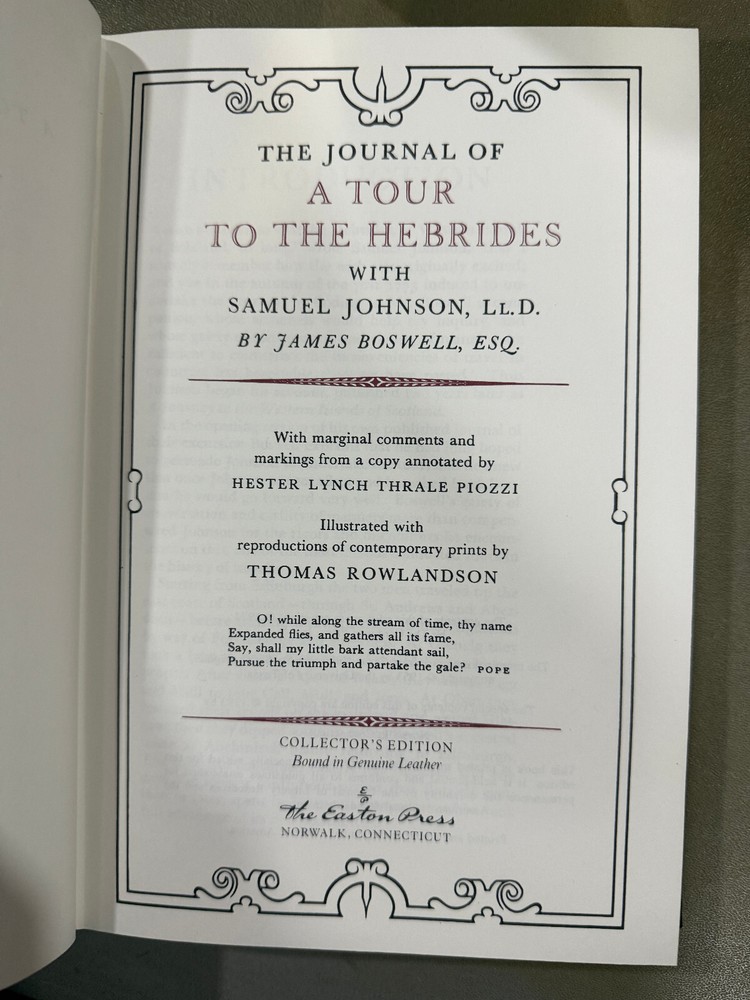 THE JOURNAL OF
A TOUR
TO THE HEBRIDES
WITH
SAMUEL JOHNSON, LL.D.
BY JAMES BOSWELL, ESQ.
With marginal comments and
markings from a copy annotated by
HESTER LYNCH THRALE PIOZZI
Illustrated with
reproductions of contemporary prints by
THOMAS ROWLANDSON
O! while along the stream of time, thy name
Expanded flies, and gathers all its fame,
Say, shall my little bark attendant sail,
Pursue the triumph and partake the gale? POPE
COLLECTOR'S EDITION
Bound in Genuine Leather
E
P
The Easton Press
NORWALK, CONNECTICUT